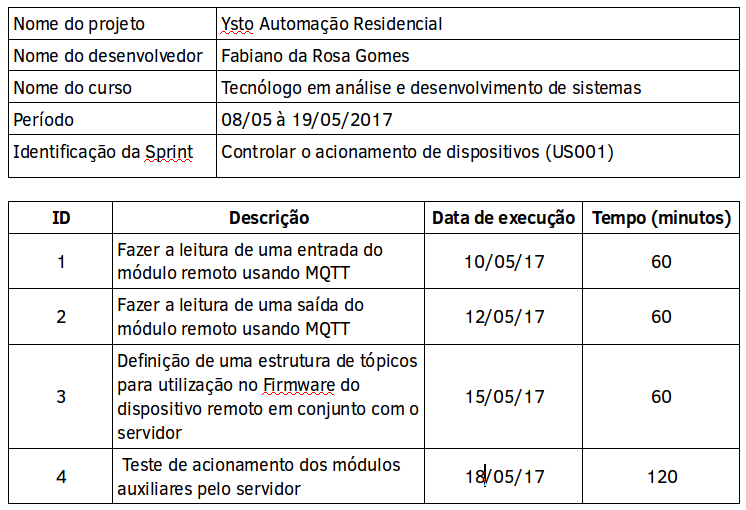 Nome do projeto Ysto Automação Residencial
Nome do desenvolvedor Fabiano da Rosa Gomes
Nome do curso Tecnólogo em análise e desenvolvimento de sistemas
Período 08/05 à 19/05/2017
Identificação da Sprint Controlar o acionamento de dispositivos (US001)
ID Descrição Data de execução Tempo (minutos)
1 Fazer a leitura de uma entrada do
módulo remoto usando MQTT 10/05/17 60
2 Fazer a leitura de uma saída do
módulo remoto usando MQTT 12/05/17 60
3 Definição de uma estrutura de tópicos
para utilização no Firmware do
dispositivo remoto em conjunto com o
servidor 15/05/17 60
4 Teste de acionamento dos módulos
auxiliares pelo servidor 18/05/17 120